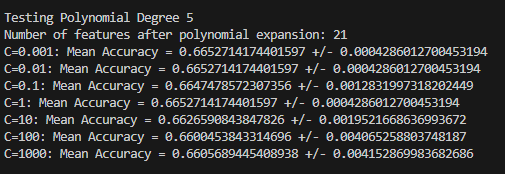 Testing Polynomial Degree 5
Number of features after polynomial expansion: 21
C=0.001: Mean Accuracy = 0.6652714174401597 +/- 0.0004286012700453194
C=0.01: Mean Accuracy = 0.6652714174401597 +/- 0.0004286012700453194
C=0.1: Mean Accuracy = 0.6647478572307356 +/- 0.0012831997318202449
C=1: Mean Accuracy = 0.6652714174401597 +/- 0.0004286012700453194
C=10: Mean Accuracy = 0.6626590843847826 +/- 0.0019521668636993672
C=100: Mean Accuracy = 0.6600453843314696 +/- 0.004065258803748187
C=1000: Mean Accuracy = 0.6605689445408938 +/- 0.004152869983682686